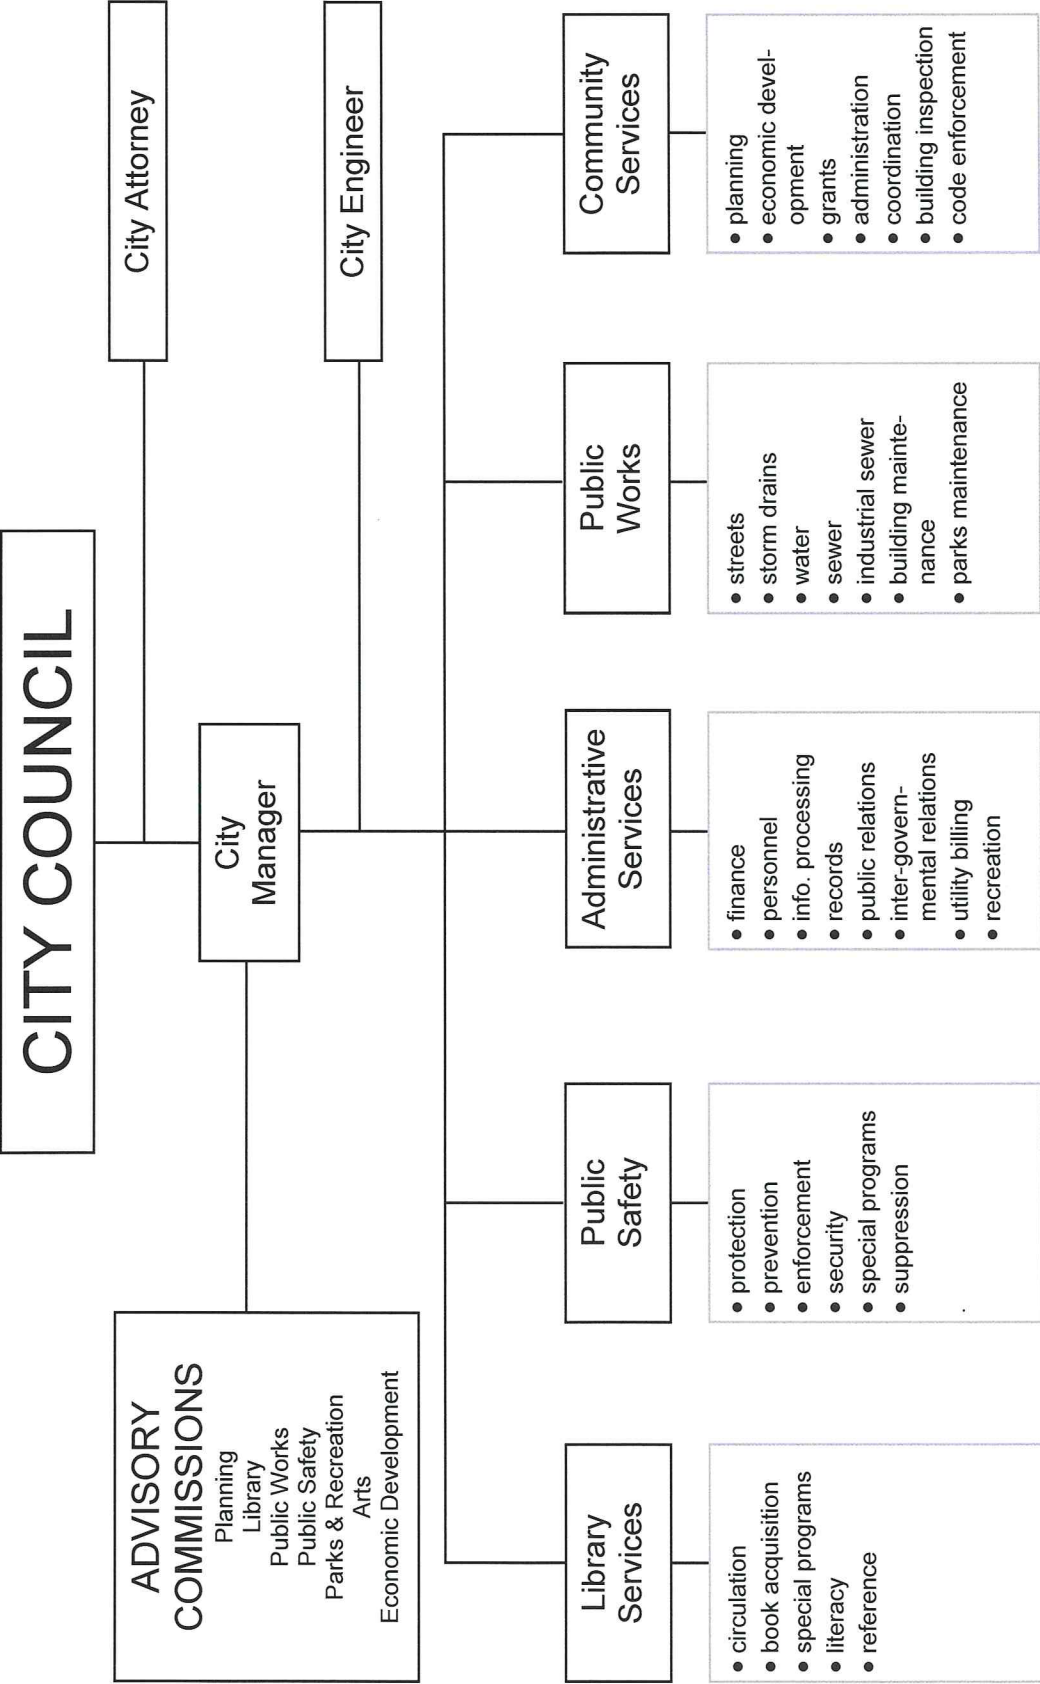 CITY COUNCIL
City Attorney
City
Manager
ADVISORY
COMMISSIONS
Planning
Library
Public Works
Public Safety
Parks & Recreation
Arts
Economic Development
City Engineer
Library
Services
• circulation
• book acquisition
• special programs
• literacy
• reference
Public
Safety
• protection
• prevention
• enforcement
• security
• special programs
• suppression
Administrative
Services
• finance
• personnel
• info. processing
• records
• public relations
• inter-govern-
mental relations
• utility billing
• recreation
Public
Works
• streets
• storm drains
• water
• sewer
• industrial sewer
• building mainte-
nance
• parks maintenance
Community
Services
• planning
• economic devel-
opment
• grants
• administration
• coordination
• building inspection
• code enforcement